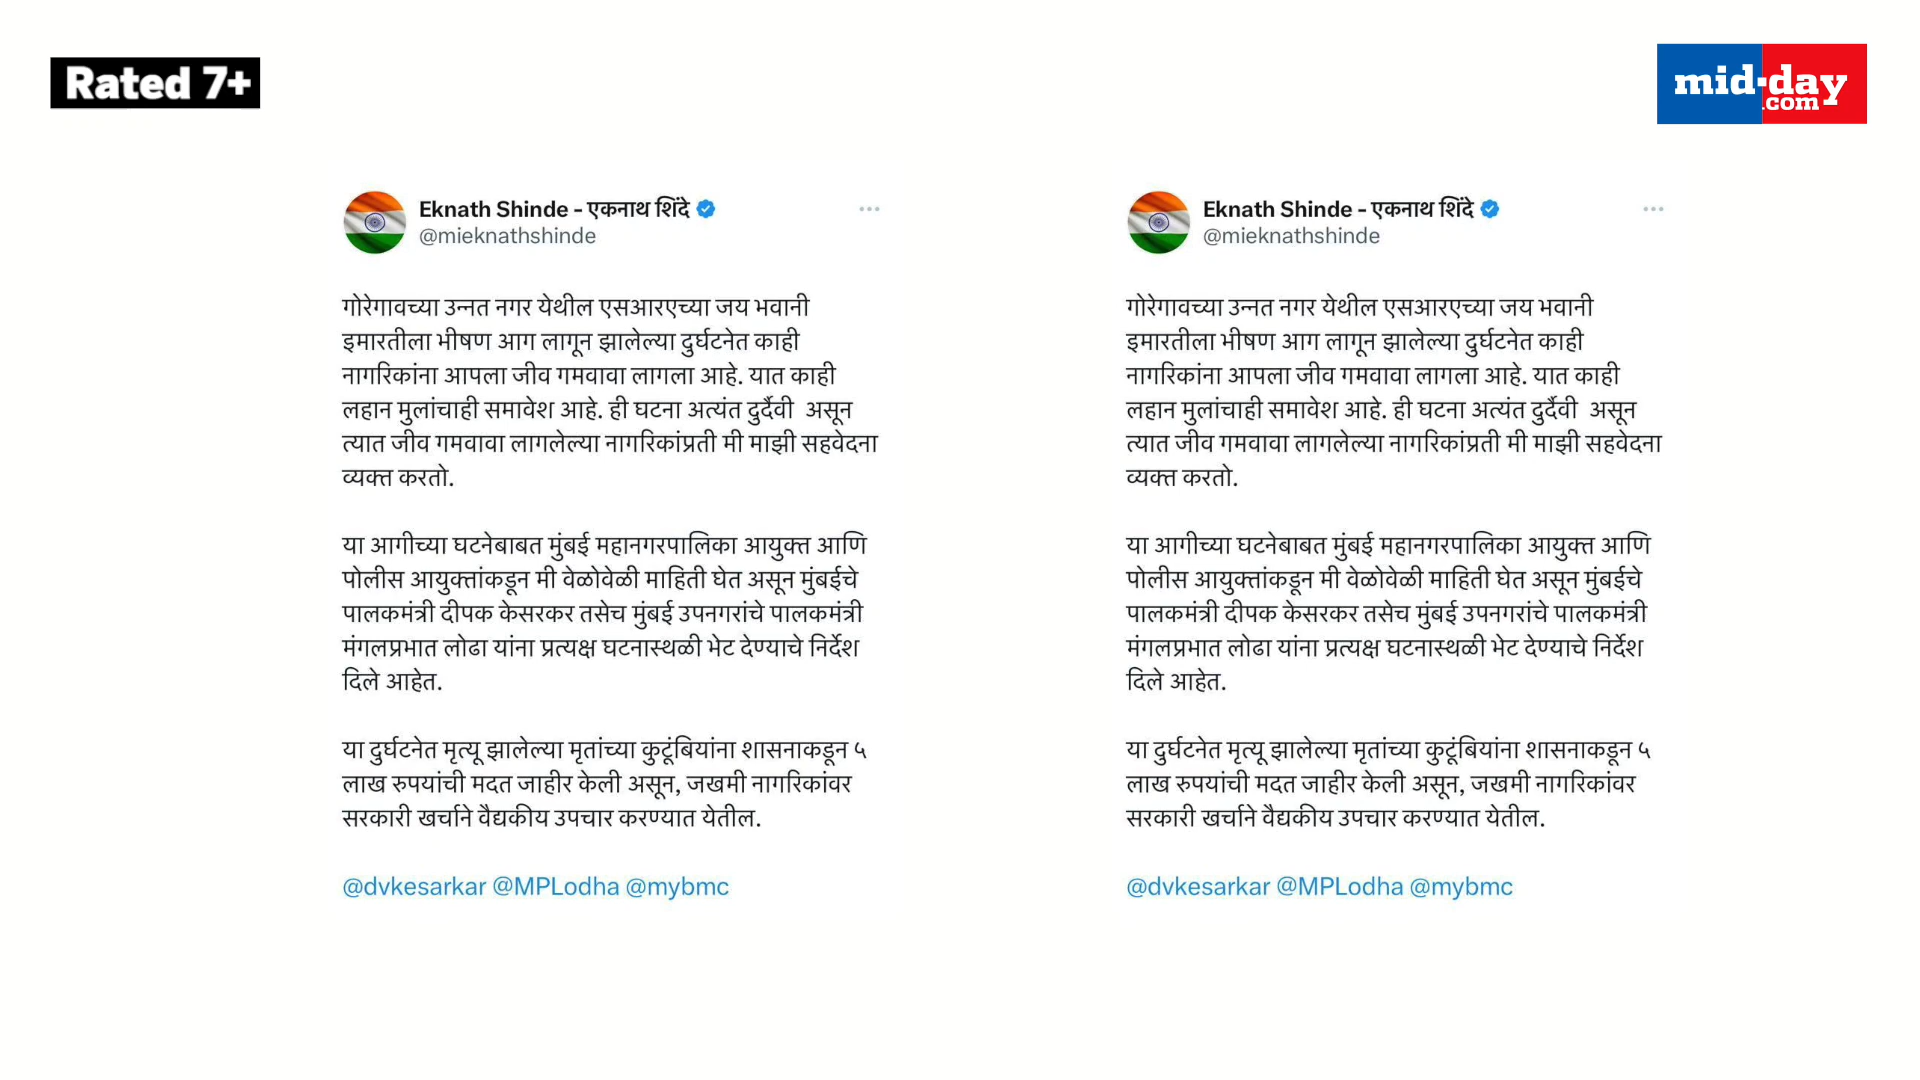 Rated 7+
mid-day
.com
Eknath Shinde - एकनाथ शिंदे
@mieknathshinde
गोरेगावच्या उन्नत नगर येथील एसआरएच्या जय भवानी
इमारतीला भीषण आग लागून झालेल्या दुर्घटनेत काही
नागरिकांना आपला जीव गमवावा लागला आहे. यात काही
लहान मुलांचाही समावेश आहे. ही घटना अत्यंत दुर्दैवी  असून
त्यात जीव गमवावा लागलेल्या नागरिकांप्रती मी माझी सहवेदना
व्यक्त करतो.
या आगीच्या घटनेबाबत मुंबई महानगरपालिका आयुक्त आणि
पोलीस आयुक्तांकडून मी वेळोवेळी माहिती घेत असून मुंबईचे
पालकमंत्री दीपक केसरकर तसेच मुंबई उपनगरांचे पालकमंत्री
मंगलप्रभात लोढा यांना प्रत्यक्ष घटनास्थळी भेट देण्याचे निर्देश
दिले आहेत.
या दुर्घटनेत मृत्यू झालेल्या मृतांच्या कुटूंबियांना शासनाकडून ५
लाख रुपयांची मदत जाहीर केली असून, जखमी नागरिकांवर
सरकारी खर्चाने वैद्यकीय उपचार करण्यात येतील.
@dvkesarkar @MPLodha @mybmc
Eknath Shinde - एकनाथ शिंदे
@mieknathshinde
गोरेगावच्या उन्नत नगर येथील एसआरएच्या जय भवानी
इमारतीला भीषण आग लागून झालेल्या दुर्घटनेत काही
नागरिकांना आपला जीव गमवावा लागला आहे. यात काही
लहान मुलांचाही समावेश आहे. ही घटना अत्यंत दुर्दैवी  असून
त्यात जीव गमवावा लागलेल्या नागरिकांप्रती मी माझी सहवेदना
व्यक्त करतो.
या आगीच्या घटनेबाबत मुंबई महानगरपालिका आयुक्त आणि
पोलीस आयुक्तांकडून मी वेळोवेळी माहिती घेत असून मुंबईचे
पालकमंत्री दीपक केसरकर तसेच मुंबई उपनगरांचे पालकमंत्री
मंगलप्रभात लोढा यांना प्रत्यक्ष घटनास्थळी भेट देण्याचे निर्देश
दिले आहेत.
या दुर्घटनेत मृत्यू झालेल्या मृतांच्या कुटूंबियांना शासनाकडून ५
लाख रुपयांची मदत जाहीर केली असून, जखमी नागरिकांवर
सरकारी खर्चाने वैद्यकीय उपचार करण्यात येतील.
@dvkesarkar @MPLodha @mybmc